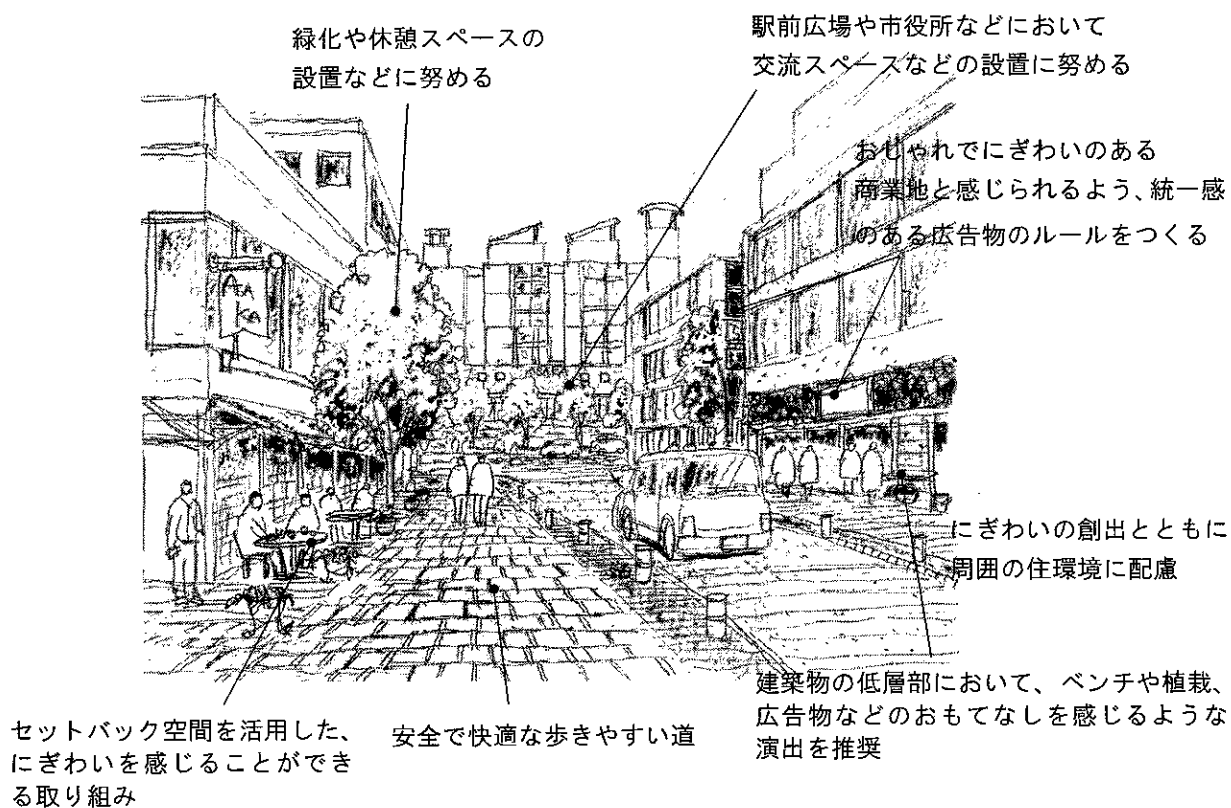 緑化や休憩スペースの
設置などに努める
駅前広場や市役所などにおいて
交流スペースなどの設置に努める
おしゃれでにぎわいのある
商業地と感じられるよう、統一感
のある広告物のルールをつくる
にぎわいの創出とともに
周囲の住環境に配慮
建築物の低層部において、ベンチや植栽、
広告物などのおもてなしを感じるような
演出を推奨
安全で快適な歩きやすい道
セットバック空間を活用した、
にぎわいを感じることができ
る取り組み